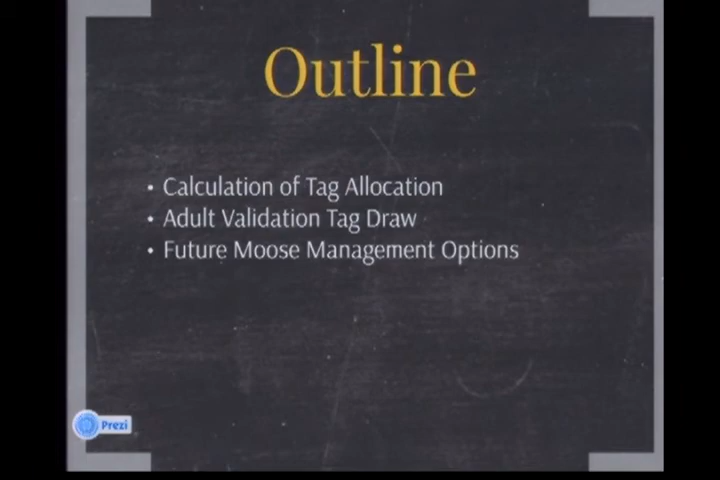 Outline
• Calculation of Tag Allocation
• Adult Validation Tag Draw
• Future Moose Management Options
Prezi